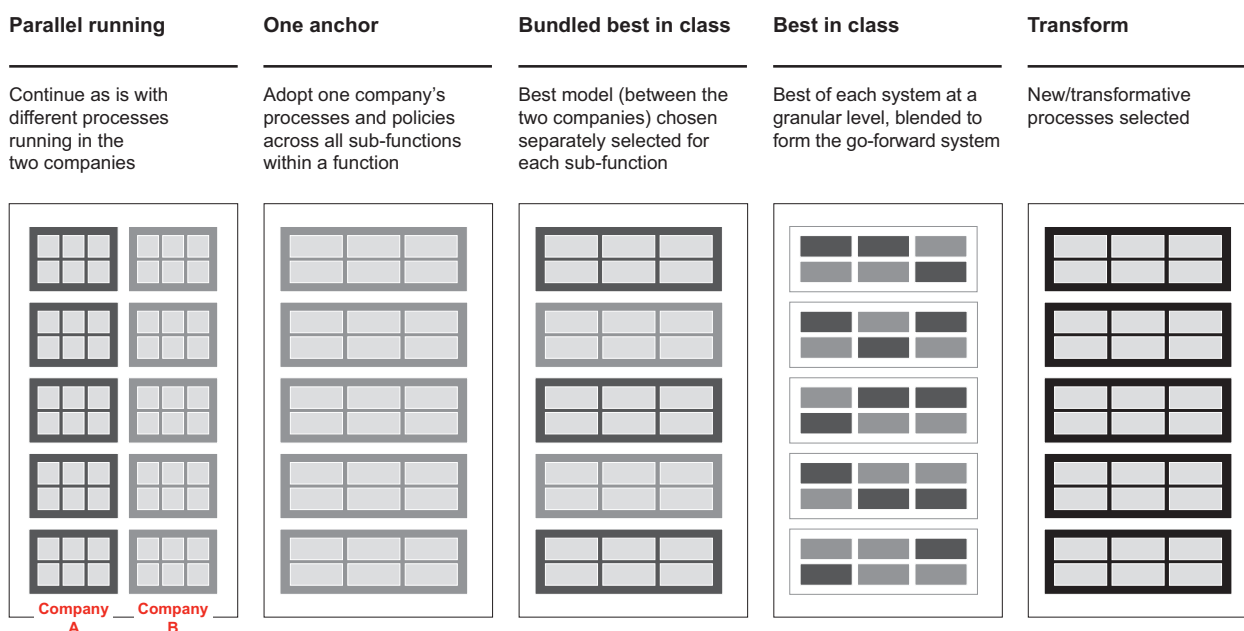 Parallel running
Continue as is with
different processes
running in the
two companies
One anchor
Adopt one company's
processes and policies
across all sub-functions
within a function
Bundled best in class
Best model (between the
two companies) chosen
separately selected for
each sub-function
Best in class
Best of each system at a
granular level, blended to
form the go-forward system
Transform
New/transformative
processes selected
Company
A
Company
B